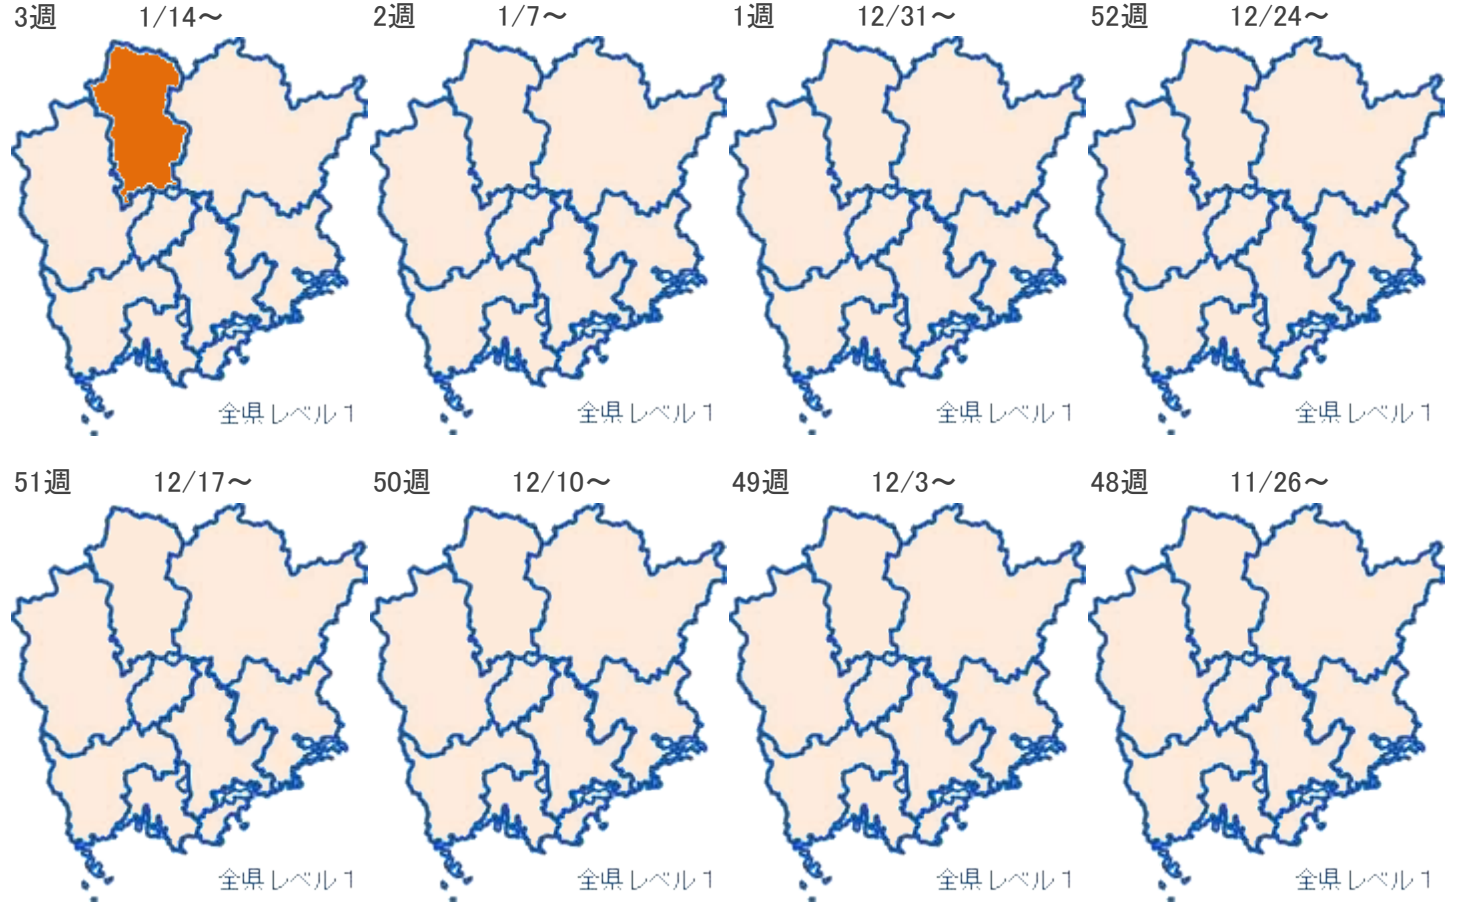 3週 1/14～
2週 1/7～
1週 12/31～
52週 12/24～
全県レベル1
全県レベル1
全県レベル1
全県レベル1
51週 12/17～
50週 12/10～
49週 12/3～
48週 11/26～
全県レベル1
全県レベル1
全県レベル1
全県レベル1